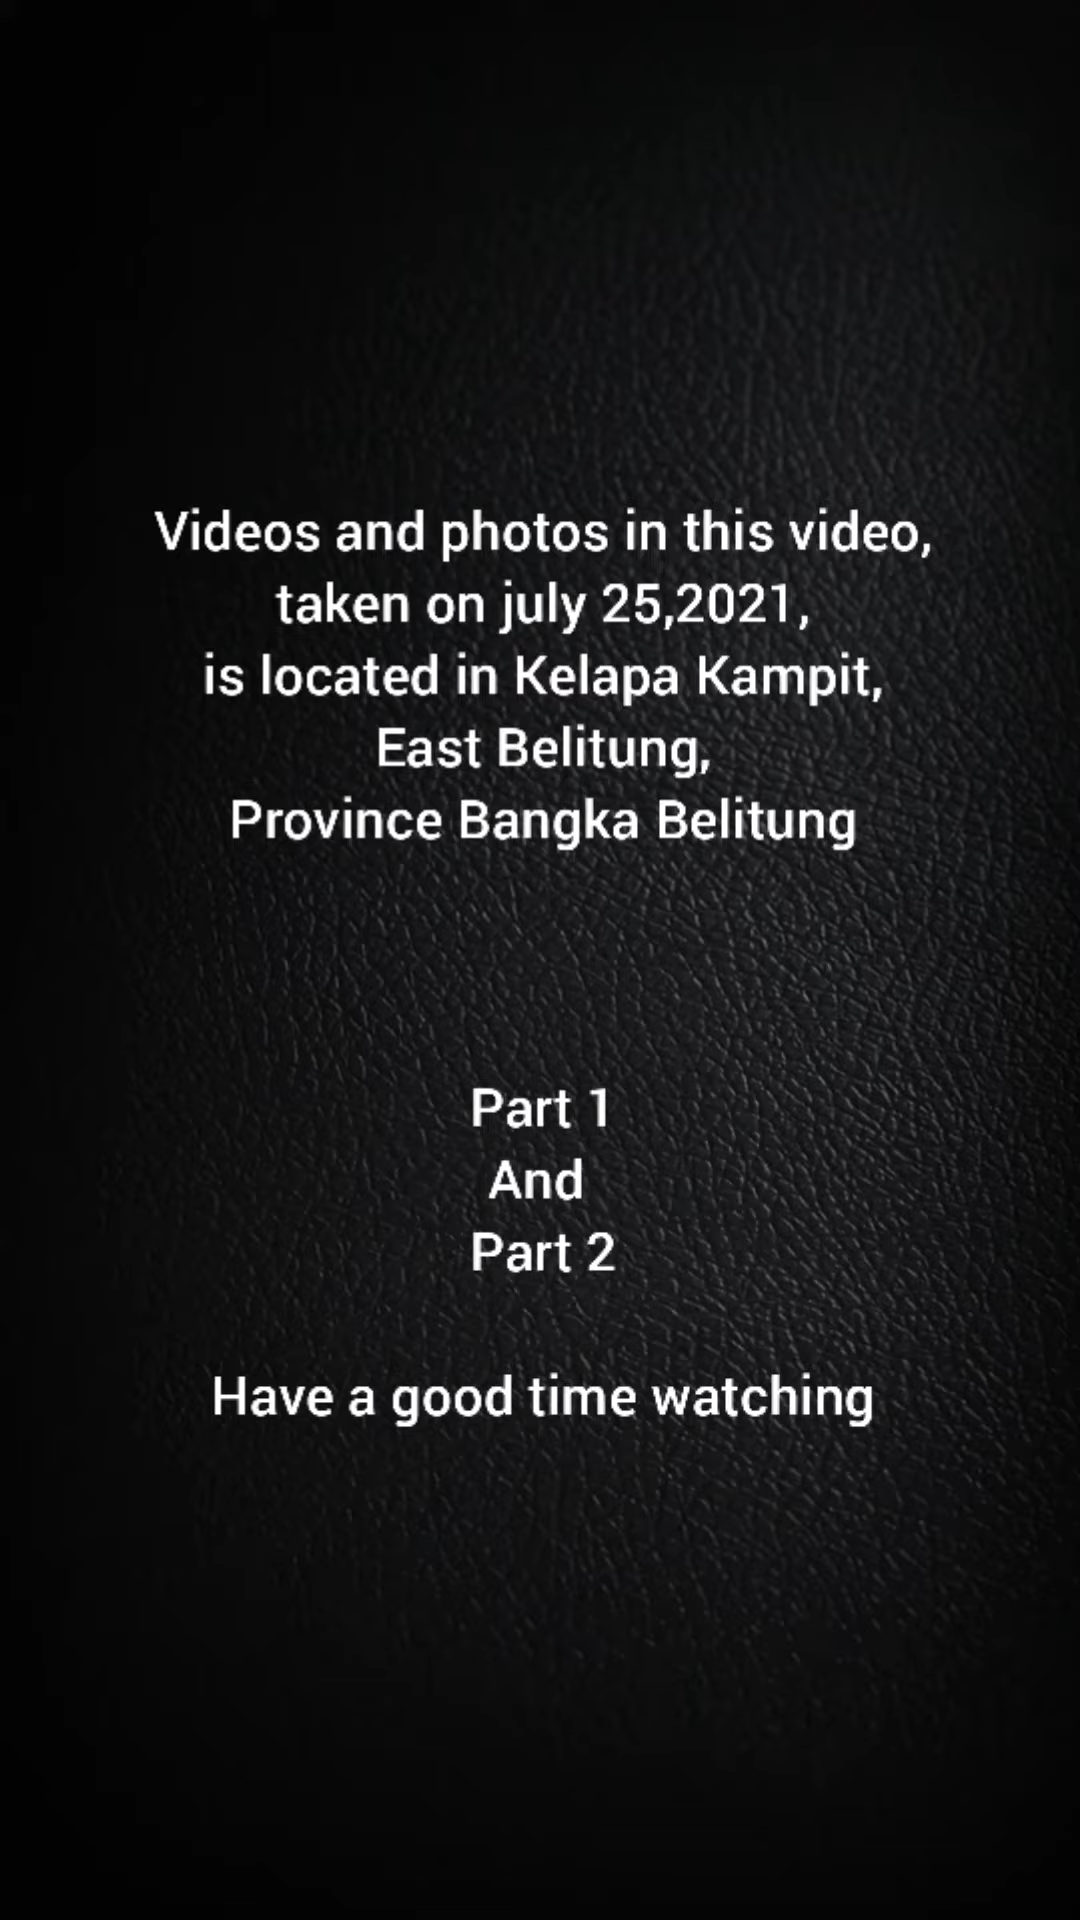 Videos and photos in this video,
taken on july 25,2021,
is located in Kelapa Kampit,
East Belitung,
Province Bangka Belitung
Part 1
And
Part 2
Have a good time watching